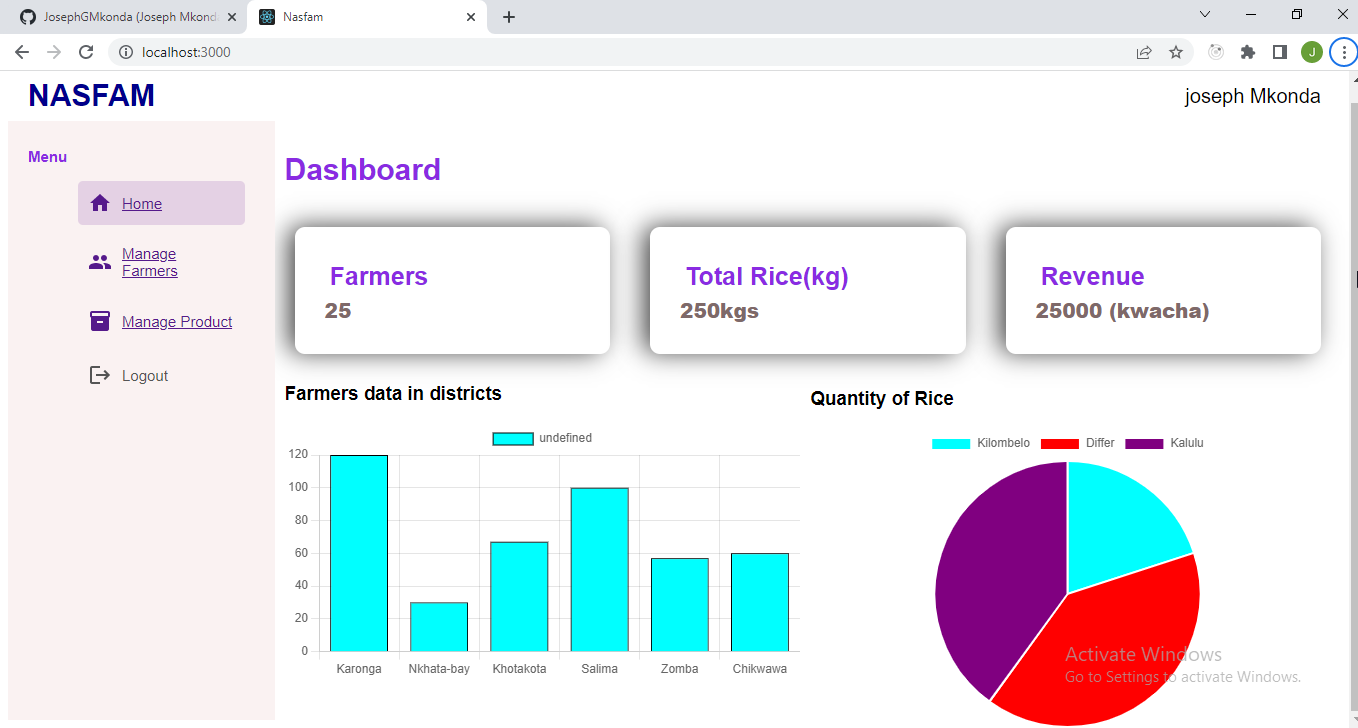 JosephGMkonda (Joseph Mkond
Nasfam
localhost:3000
J
NASFAM
joseph Mkonda
Menu
Home
Manage
Farmers
Manage Product
Logout
Dashboard
Farmers
25
Total Rice(kg)
250kgs
Revenue
25000 (kwacha)
Farmers data in districts
undefined
120
100
80
60
40
20
0
Karonga
Nkhata-bay
Khotakota
Salima
Zomba
Chikwawa
Quantity of Rice
Kilombelo
Differ
Kalulu
Activate Windows
Go to Settings to activate Windows.